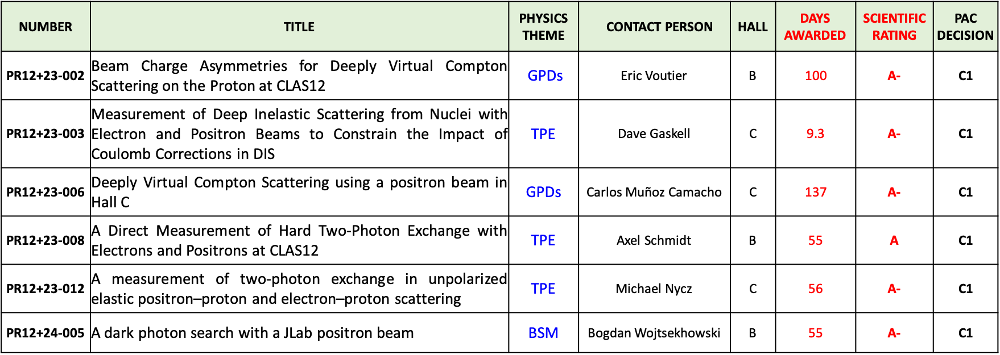 NUMBER TITLE PHYSICS THEME CONTACT PERSON HALL DAYS AWARDED SCIENTIFIC RATING PAC DECISION
PR12+23-002 Beam Charge Asymmetries for Deeply Virtual Compton
Scattering on the Proton at CLAS12 GPDs Eric Voutier B 100 A- C1
PR12+23-003 Measurement of Deep Inelastic Scattering from Nuclei with
Electron and Positron Beams to Constrain the Impact of
Coulomb Corrections in DIS TPE Dave Gaskell C 9.3 A- C1
PR12+23-006 Deeply Virtual Compton Scattering using a positron beam in
Hall C GPDs Carlos Muñoz Camacho C 137 A- C1
PR12+23-008 A Direct Measurement of Hard Two-Photon Exchange with
Electrons and Positrons at CLAS12 TPE Axel Schmidt B 55 A C1
PR12+23-012 A measurement of two-photon exchange in unpolarized
elastic positron–proton and electron–proton scattering TPE Michael Nycz C 56 A- C1
PR12+24-005 A dark photon search with a JLab positron beam BSM Bogdan Wojtsekhowski B 55 A- C1